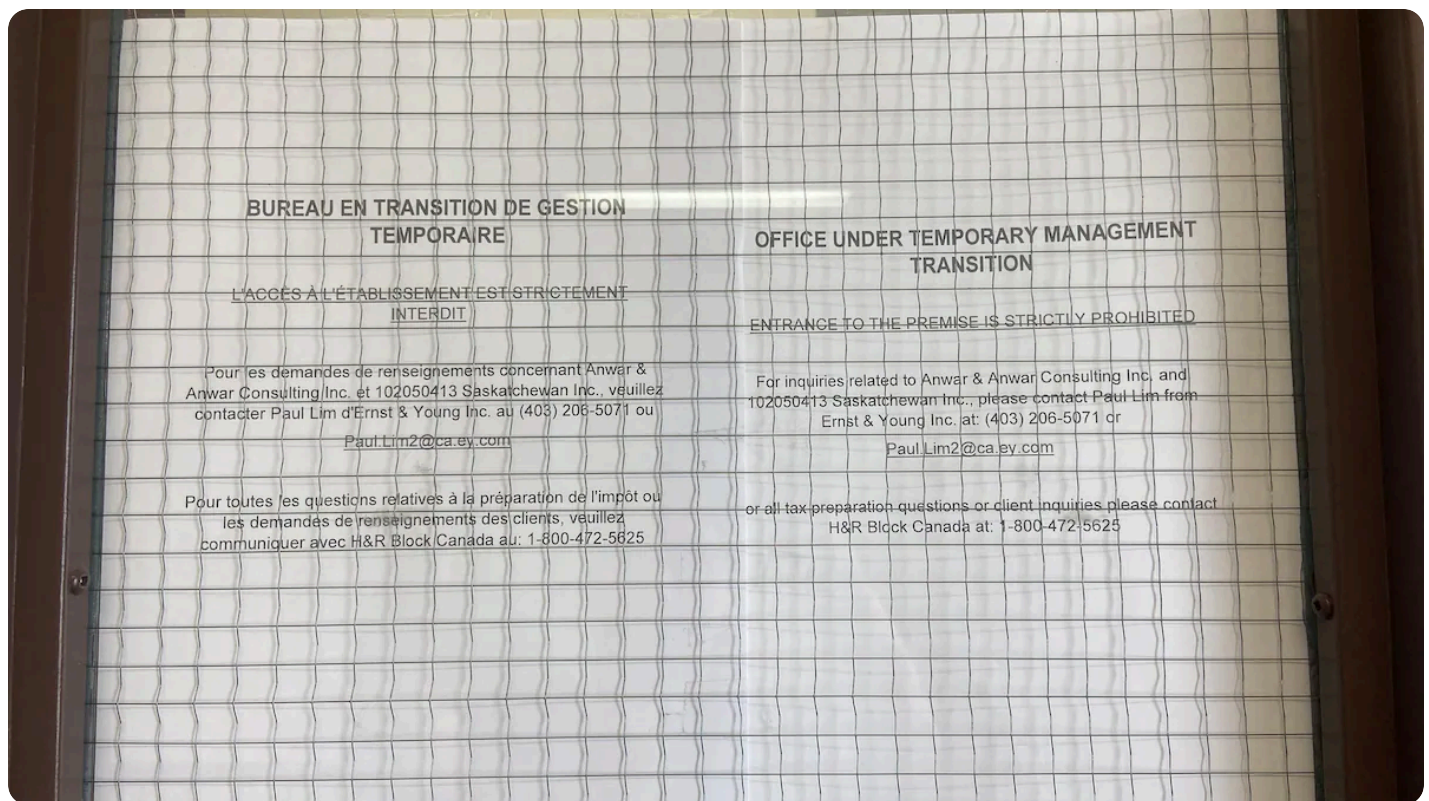 BUREAU EN TRANSITION DE GESTION
TEMPORAIRE
L'ACCÈS À L'ÉTABLISSEMENT EST STRICTEMENT
INTERDIT
Pour les demandes de renseignements concernant Anwar &
Anwar Consulting Inc. et 102050413 Saskatchewan Inc., veuillez
contacter Paul Lim d'Ernst & Young Inc. au (403) 206-5071 ou
Paul.Lim2@ca.ey.com
Pour toutes les questions relatives à la préparation de l'impôt ou
les demandes de renseignements des clients, veuillez
communiquer avec H&R Block Canada au: 1-800-472-5625
OFFICE UNDER TEMPORARY MANAGEMENT
TRANSITION
ENTRANCE TO THE PREMISE IS STRICTLY PROHIBITED
For inquiries related to Anwar & Anwar Consulting Inc. and
102050413 Saskatchewan Inc., please contact Paul Lim from
Ernst & Young Inc. at: (403) 206-5071 or
Paul.Lim2@ca.ey.com
or all tax preparation questions or client inquiries please contact
H&R Block Canada at: 1-800-472-5625